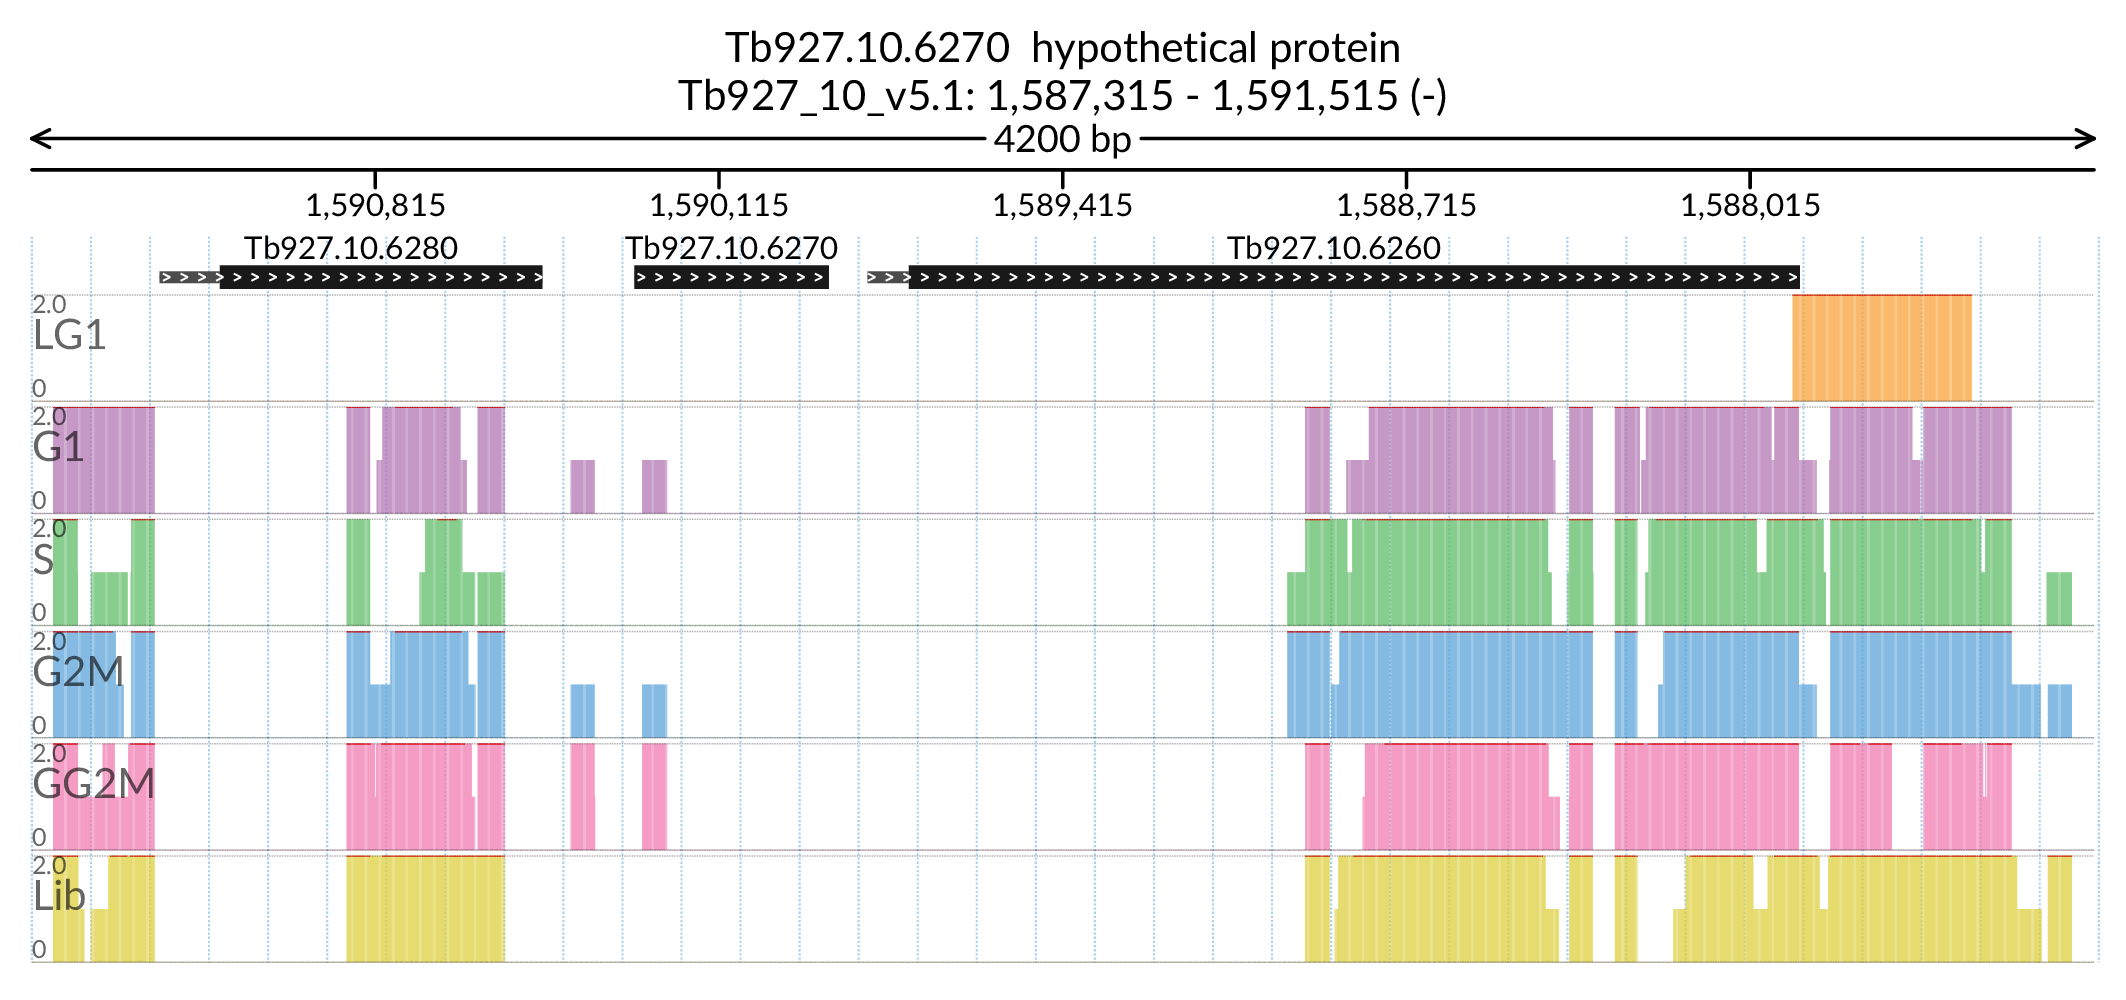 Tb927.10.6270  hypothetical protein
Tb927_10_v5.1: 1,587,315 - 1,591,515 (-)
4200 bp
1,590,815 1,590,115 1,589,415 1,588,715 1,588,015
Tb927.10.6280 Tb927.10.6270 Tb927.10.6260
2.0
LG1
0
2.0
G1
0
2.0
S
0
2.0
G2M
0
2.0
GG2M
0
2.0
Lib
0